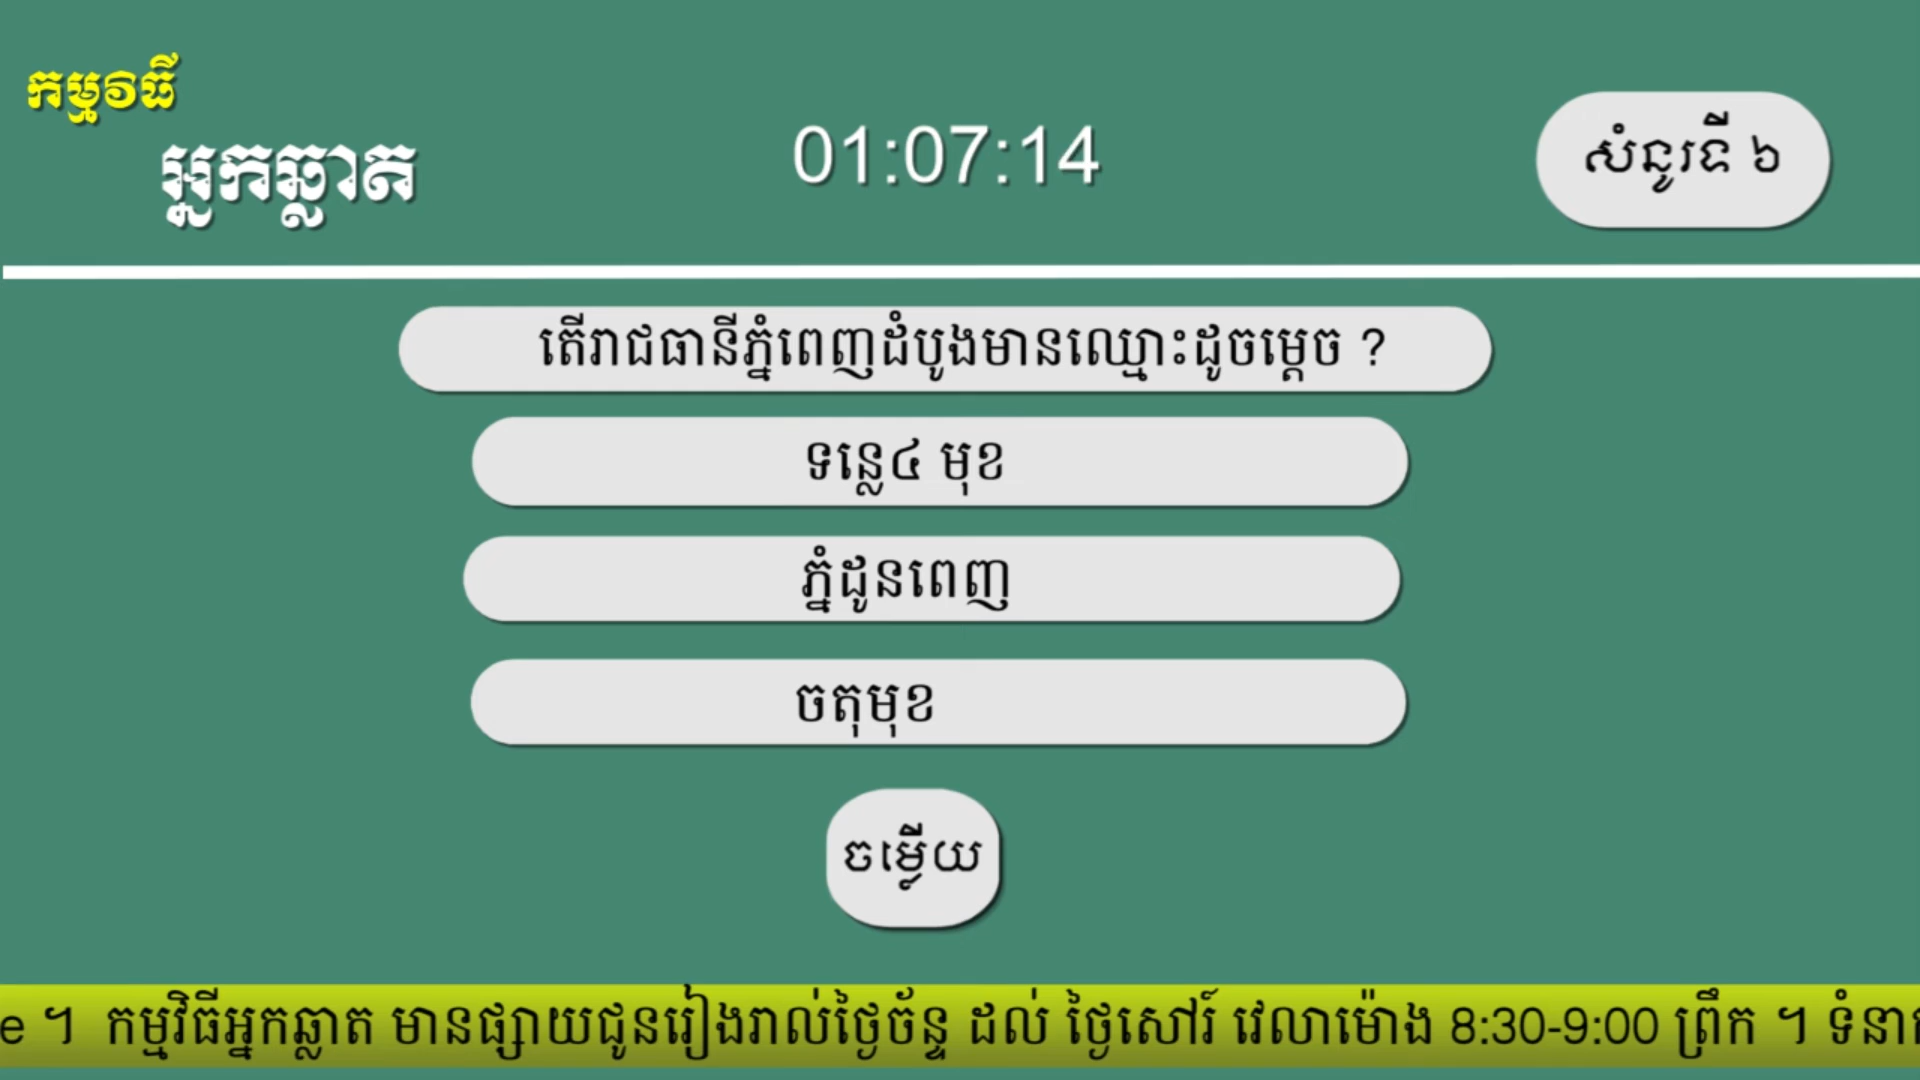 កម្មវិធី
អ្នកឆ្លាត
01:07:14
សំនូរទី ៦
តើរាជធានីភ្នំពេញដំបូងមានឈ្មោះដូចម្ដេច ?
ទន្លេ៤ មុខ
ភ្នំដូនពេញ
ចតុមុខ
ចម្លើយ
e ។ កម្មវិធីអ្នកឆ្លាត មានផ្សាយជូនរៀងរាល់ថ្ងៃច័ន្ទ ដល់ ថ្ងៃសៅរ៍ វេលាម៉ោង 8:30-9:00 ព្រឹក ។ ទំនាក